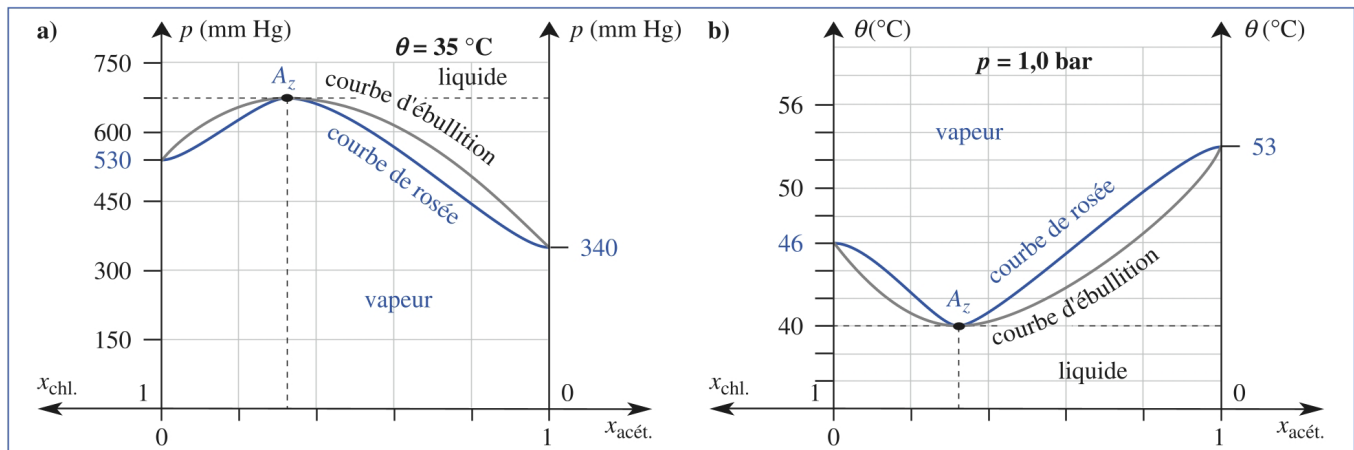 a)
p (mm Hg)
p (mm Hg)
θ = 35 °C
750
A_z
courbe d'ébullition
liquide
600
530
courbe de rosée
450
340
300
vapeur
150
x_chl.
1
0
0
1
x_acét.
b)
θ(°C)
θ (°C)
p = 1,0 bar
56
vapeur
53
50
courbe de rosée
46
A_z
courbe d'ébullition
40
liquide
x_chl.
1
0
0
1
x_acét.